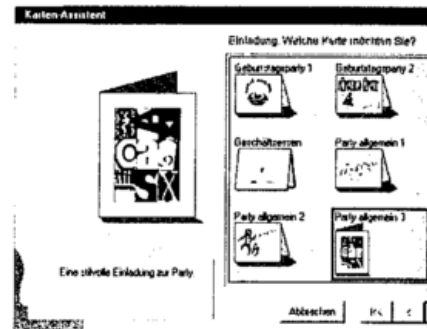 Karten-Assistent
Einladung: Welche Karte möchten Sie?
Geburtstagsparty 1
Geburtstagsparty 2
Geschäftsessen
Party allgemein 1
Party allgemein 2
Party allgemein 3
Eine stilvolle Einladung zur Party.
Abbrechen